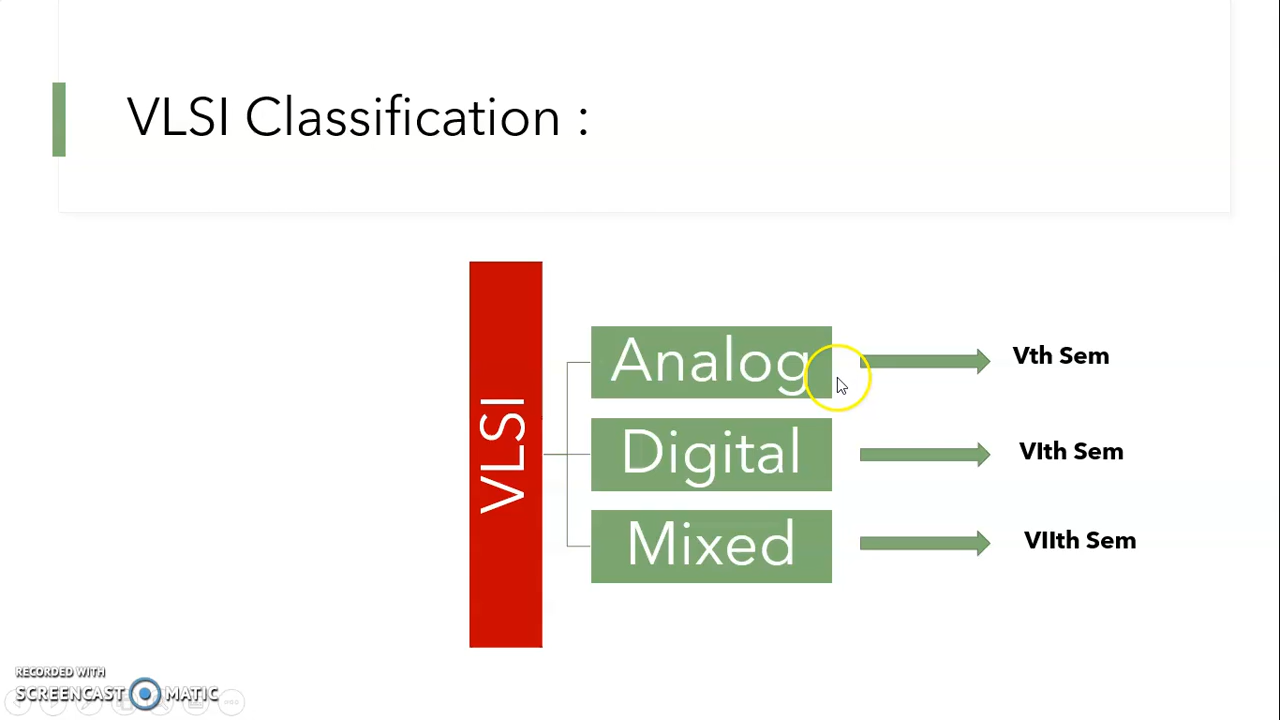 VLSI Classification :
VLSI
Analog
Vth Sem
Digital
VIth Sem
Mixed
VIIth Sem
RECORDED WITH
SCREENCAST MATIC